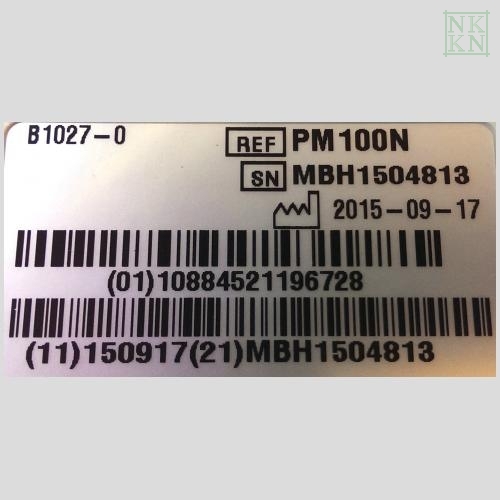 NK
KN
B1027-0
REF PM100N
SN MBH1504813
2015-09-17
(01)10884521196728
(11)150917(21)MBH1504813